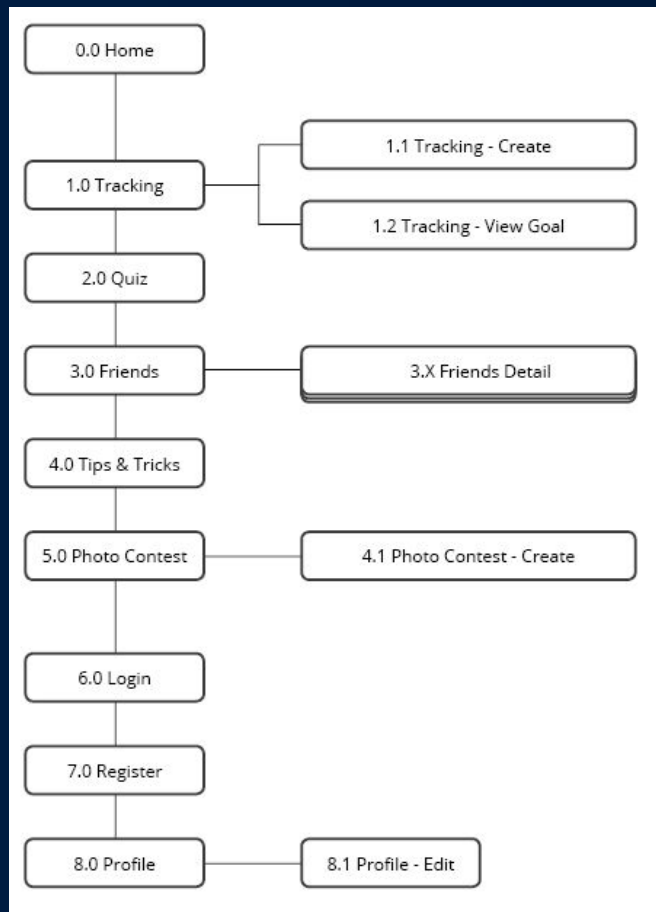 0.0 Home
1.0 Tracking
1.1 Tracking - Create
1.2 Tracking - View Goal
2.0 Quiz
3.0 Friends
3.X Friends Detail
4.0 Tips & Tricks
5.0 Photo Contest
4.1 Photo Contest - Create
6.0 Login
7.0 Register
8.0 Profile
8.1 Profile - Edit